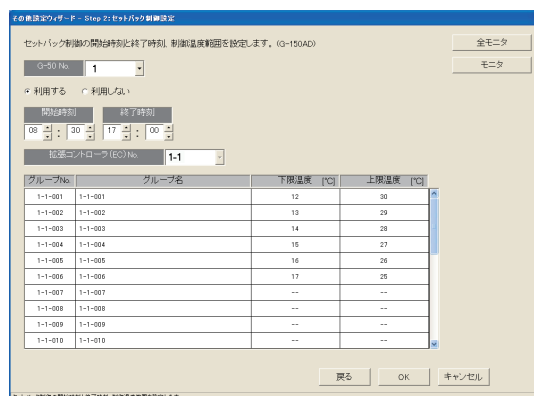 その他設定ウィザード - Step 2:セットバック制御設定
セットバック制御の開始時刻と終了時刻、制御温度範囲を設定します。(G-150AD)
全モニタ
モニタ
G-50 No. 1
利用する 利用しない
開始時刻 終了時刻
08 : 30 17 : 00
拡張コントローラ(EC)No. 1-1
グループNo. グループ名 下限温度 [℃] 上限温度 [℃]
1-1-001 1-1-001 12 30
1-1-002 1-1-002 13 29
1-1-003 1-1-003 14 28
1-1-004 1-1-004 15 27
1-1-005 1-1-005 16 26
1-1-006 1-1-006 17 25
1-1-007 1-1-007 -- --
1-1-008 1-1-008 -- --
1-1-009 1-1-009 -- --
1-1-010 1-1-010 -- --
戻る OK キャンセル